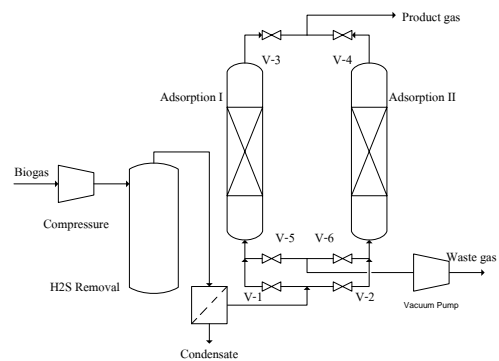 Product gas
V-3
V-4
Adsorption I
Adsorption II
Biogas
Compressure
V-5
V-6
Waste gas
H2S Removal
V-1
V-2
Vacuum Pump
Condensate